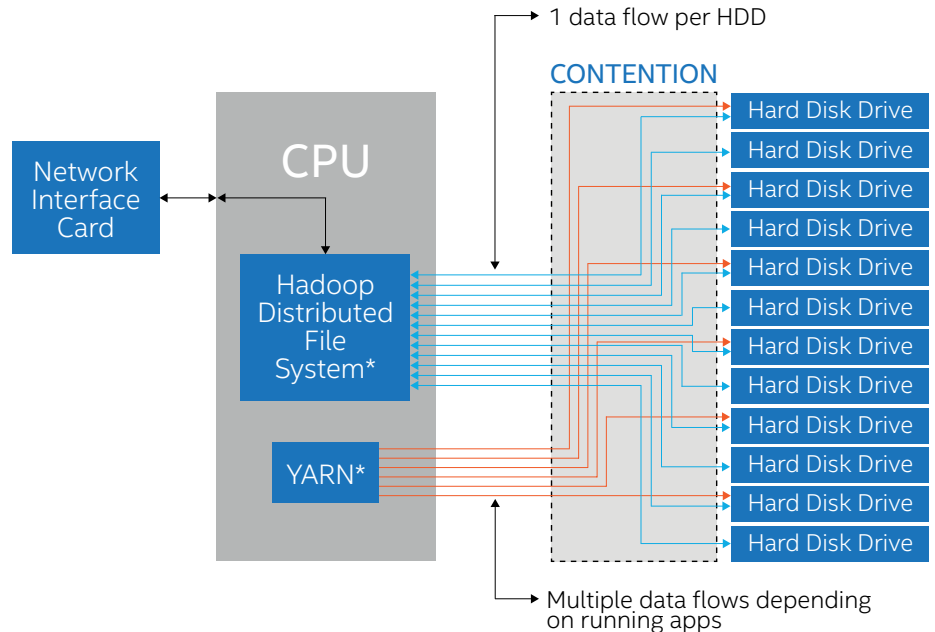 1 data flow per HDD
CONTENTION
CPU
Network
Interface
Card
Hadoop
Distributed
File
System*
YARN*
Hard Disk Drive
Hard Disk Drive
Hard Disk Drive
Hard Disk Drive
Hard Disk Drive
Hard Disk Drive
Hard Disk Drive
Hard Disk Drive
Hard Disk Drive
Hard Disk Drive
Hard Disk Drive
Hard Disk Drive
Multiple data flows depending
on running apps